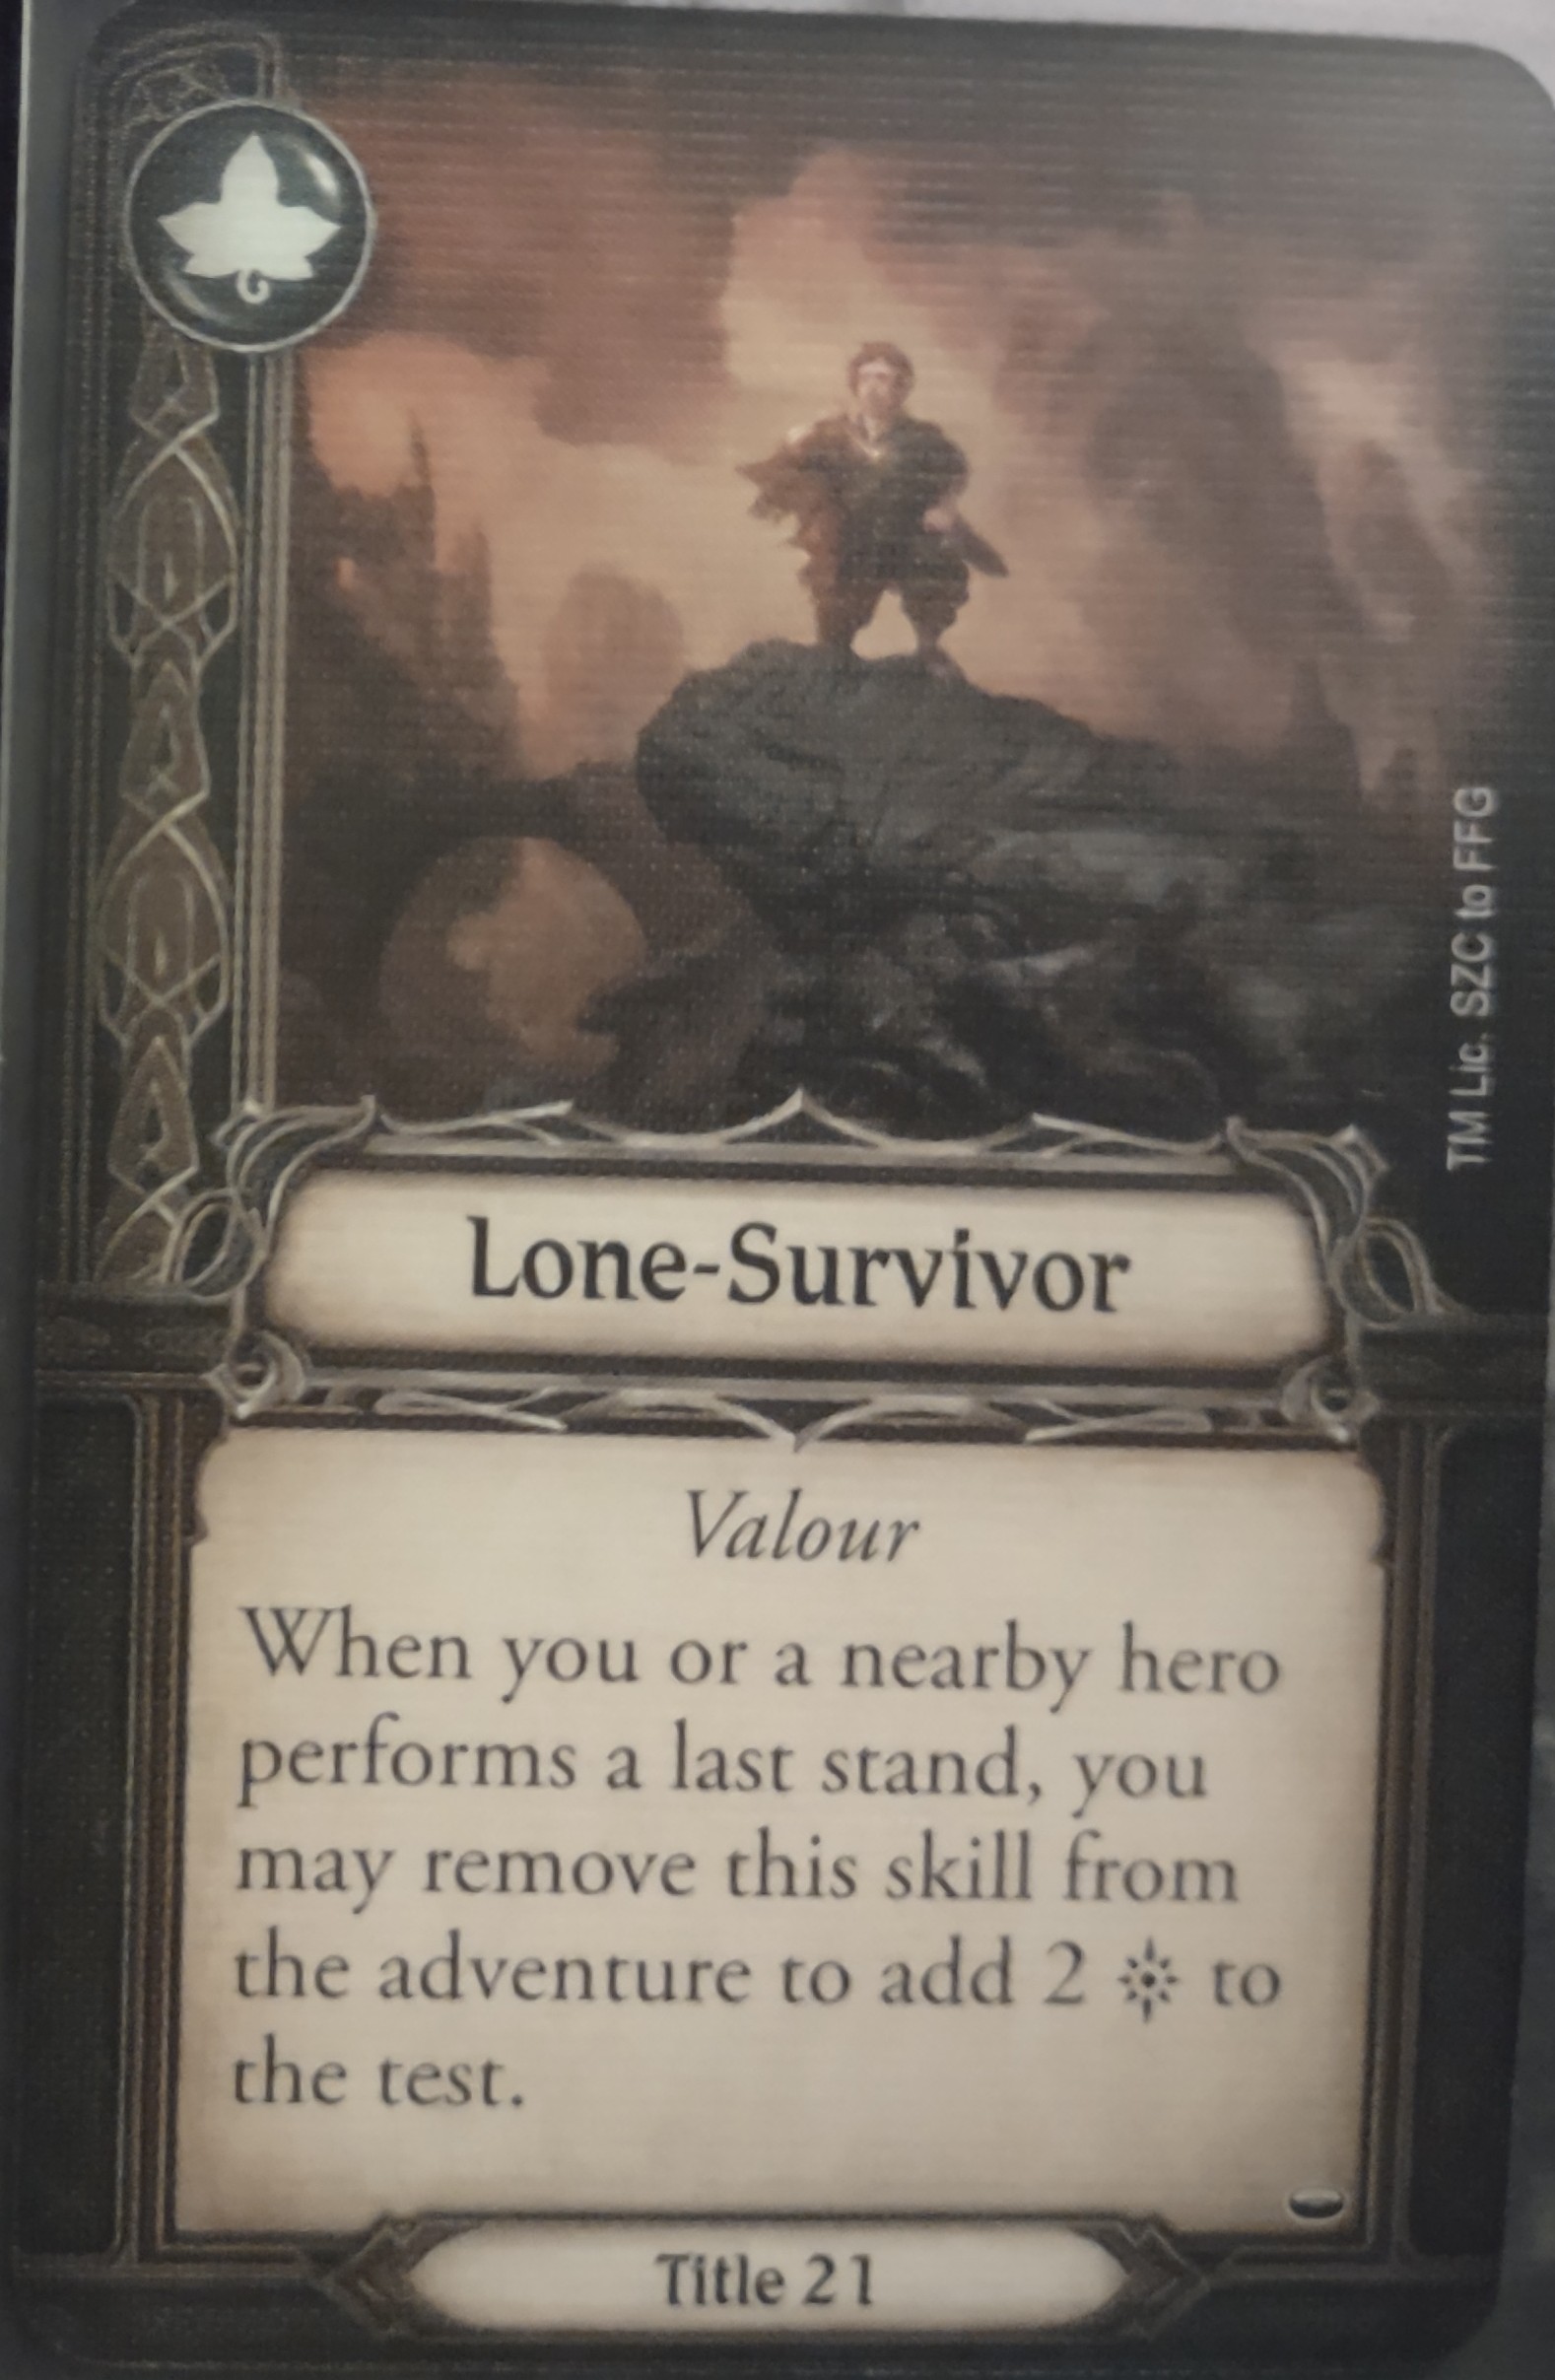 TM Lic. SZC to FFG
Lone-Survivor
Valour
When you or a nearby hero
performs a last stand, you
may remove this skill from
the adventure to add 2 to
the test.
Title 21